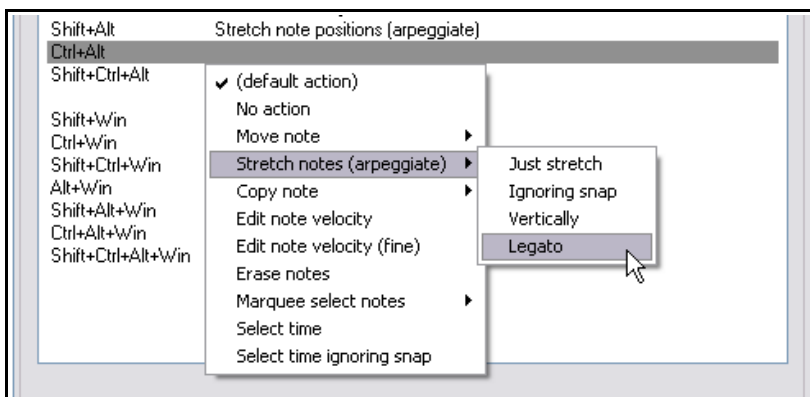 Shift+Alt Stretch note positions (arpeggiate)
Ctrl+Alt
Shift+Ctrl+Alt
Shift+Win
Ctrl+Win
Shift+Ctrl+Win
Alt+Win
Shift+Alt+Win
Ctrl+Alt+Win
Shift+Ctrl+Alt+Win
(default action)
No action
Move note
Stretch notes (arpeggiate)
Copy note
Edit note velocity
Edit note velocity (fine)
Erase notes
Marquee select notes
Select time
Select time ignoring snap
Just stretch
Ignoring snap
Vertically
Legato